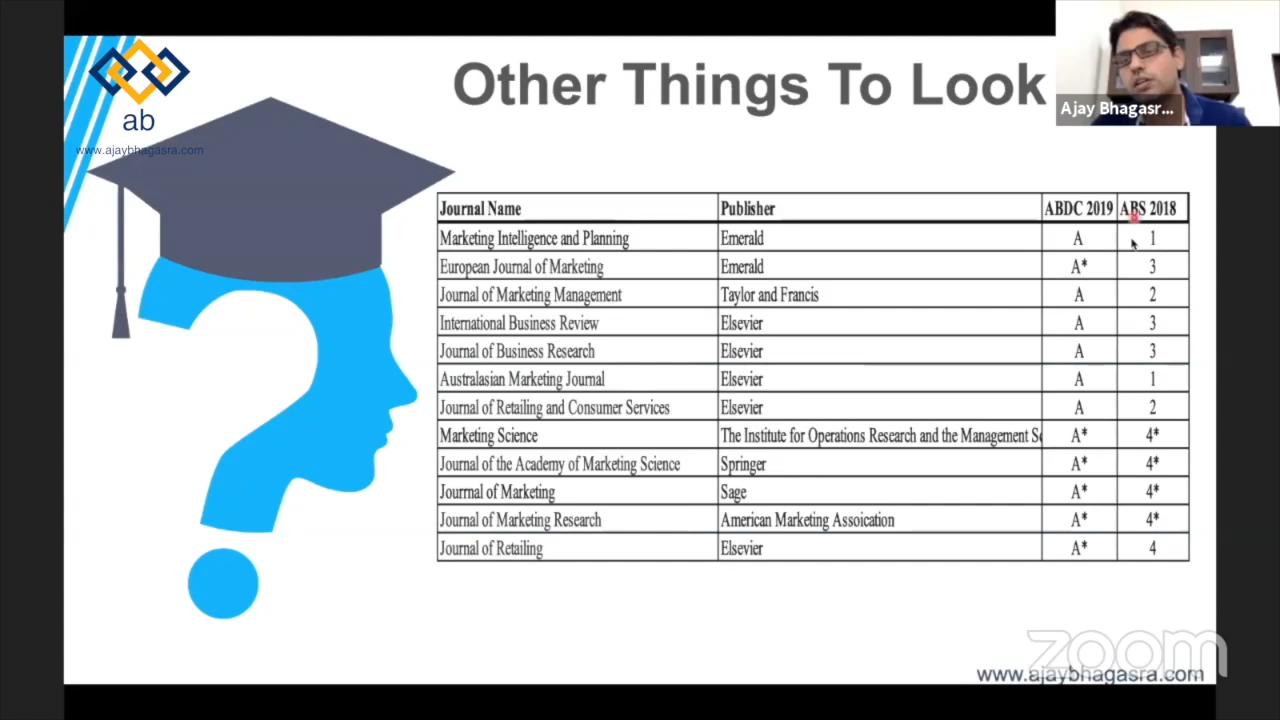 Other Things To Look
Ajay Bhagasr...
ab
www.ajaybhagasra.com
Journal Name Publisher ABDC 2019 ABS 2018
Marketing Intelligence and Planning Emerald A 1
European Journal of Marketing Emerald A* 3
Journal of Marketing Management Taylor and Francis A 2
International Business Review Elsevier A 3
Journal of Business Research Elsevier A 3
Australasian Marketing Journal Elsevier A 1
Journal of Retailing and Consumer Services Elsevier A 2
Marketing Science The Institute for Operations Research and the Management Sc A* 4*
Journal of the Academy of Marketing Science Springer A* 4*
Jourrnal of Marketing Sage A* 4*
Journal of Marketing Research American Marketing Assoication A* 4*
Journal of Retailing Elsevier A* 4
zoom
www.ajaybhagasra.com